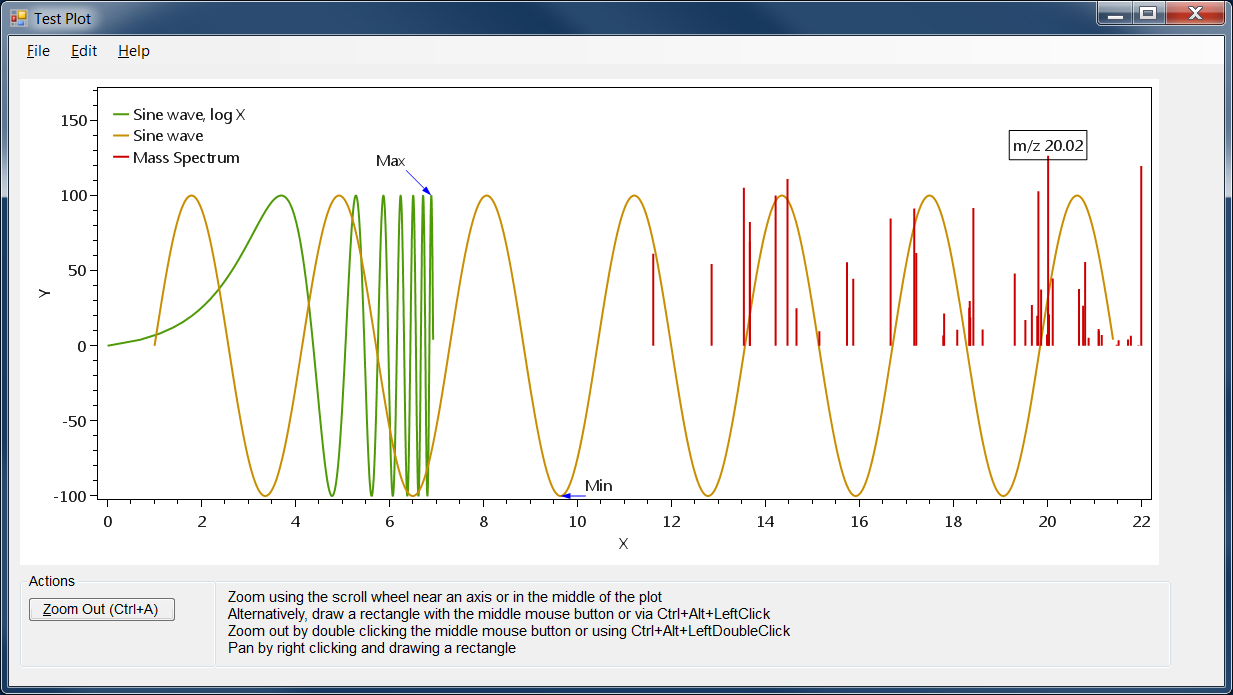 Test Plot
File Edit Help
Sine wave, log X
Sine wave
Mass Spectrum
Max
Min
m/z 20.02
150
100
50
0
-50
-100
Y
0 2 4 6 8 10 12 14 16 18 20 22
X
Actions
Zoom Out (Ctrl+A)
Zoom using the scroll wheel near an axis or in the middle of the plot
Alternatively, draw a rectangle with the middle mouse button or via Ctrl+Alt+LeftClick
Zoom out by double clicking the middle mouse button or using Ctrl+Alt+LeftDoubleClick
Pan by right clicking and drawing a rectangle